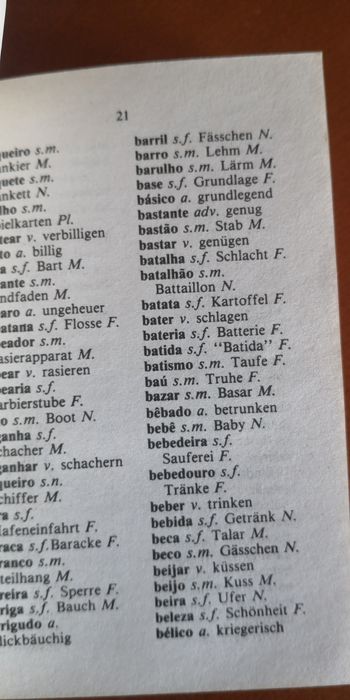 21
queiro s.m.
nkier M.
quete s.m.
nkett N.
lho s.m.
ielkarten Pl.
tear v. verbilligen
to a. billig
a s.f. Bart M.
ante s.m.
ndfaden M.
aro a. ungeheuer
atana s.f. Flosse F.
eador s.m.
asierapparat M.
ear v. rasieren
earia s.f.
arbierstube F.
o s.m. Boot N.
ganha s.f.
chacher M.
ganhar v. schachern
queiro s.n.
chiffer M.
ra s.f.
lafeneinfahrt F.
raca s.f.Baracke F.
ranco s.m.
teilhang M.
reira s.f. Sperre F.
riga s.f. Bauch M.
rigudo a.
lickbäuchig
barril s.f. Fässchen N.
barro s.m. Lehm M.
barulho s.m. Lärm M.
base s.f. Grundlage F.
básico a. grundlegend
bastante adv. genug
bastão s.m. Stab M.
bastar v. genügen
batalha s.f. Schlacht F.
batalhão s.m.
Battaillon N.
batata s.f. Kartoffel F.
bater v. schlagen
bateria s.f. Batterie F.
batida s.f. "Batida" F.
batismo s.m. Taufe F.
baú s.m. Truhe F.
bazar s.m. Basar M.
bêbado a. betrunken
bebê s.m. Baby N.
bebedeira s.f.
Sauferei F.
bebedouro s.f.
Tränke F.
beber v. trinken
bebida s.f. Getränk N.
beca s.f. Talar M.
beco s.m. Gässchen N.
beijar v. küssen
beijo s.m. Kuss M.
beira s.f. Ufer N.
beleza s.f. Schönheit F.
bélico a. kriegerisch